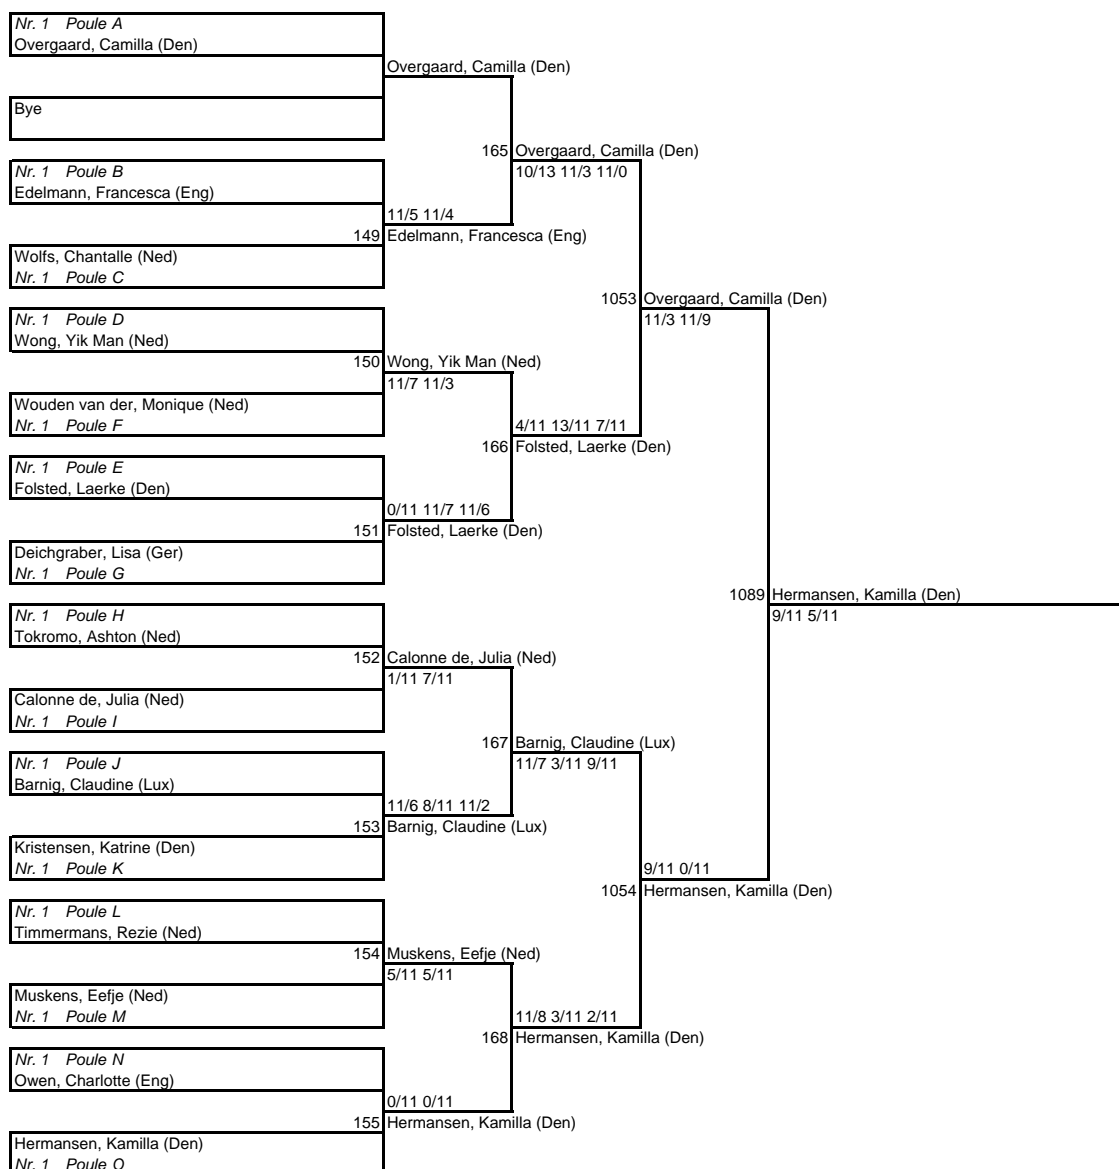 Nr. 1 Poule A
Overgaard, Camilla (Den)
Overgaard, Camilla (Den)
Bye
165 Overgaard, Camilla (Den)
Nr. 1 Poule B
10/13 11/3 11/0
Edelmann, Francesca (Eng)
11/5 11/4
149 Edelmann, Francesca (Eng)
Wolfs, Chantalle (Ned)
Nr. 1 Poule C
1053 Overgaard, Camilla (Den)
Nr. 1 Poule D
11/3 11/9
Wong, Yik Man (Ned)
150 Wong, Yik Man (Ned)
11/7 11/3
Wouden van der, Monique (Ned)
Nr. 1 Poule F
4/11 13/11 7/11
166 Folsted, Laerke (Den)
Nr. 1 Poule E
Folsted, Laerke (Den)
0/11 11/7 11/6
151 Folsted, Laerke (Den)
Deichgraber, Lisa (Ger)
Nr. 1 Poule G
1089 Hermansen, Kamilla (Den)
Nr. 1 Poule H
9/11 5/11
Tokromo, Ashton (Ned)
152 Calonne de, Julia (Ned)
1/11 7/11
Calonne de, Julia (Ned)
Nr. 1 Poule I
167 Barnig, Claudine (Lux)
Nr. 1 Poule J
11/7 3/11 9/11
Barnig, Claudine (Lux)
11/6 8/11 11/2
153 Barnig, Claudine (Lux)
Kristensen, Katrine (Den)
Nr. 1 Poule K
9/11 0/11
1054 Hermansen, Kamilla (Den)
Nr. 1 Poule L
Timmermans, Rezie (Ned)
154 Muskens, Eefje (Ned)
5/11 5/11
Muskens, Eefje (Ned)
Nr. 1 Poule M
11/8 3/11 2/11
168 Hermansen, Kamilla (Den)
Nr. 1 Poule N
Owen, Charlotte (Eng)
0/11 0/11
155 Hermansen, Kamilla (Den)
Hermansen, Kamilla (Den)
Nr. 1 Poule O